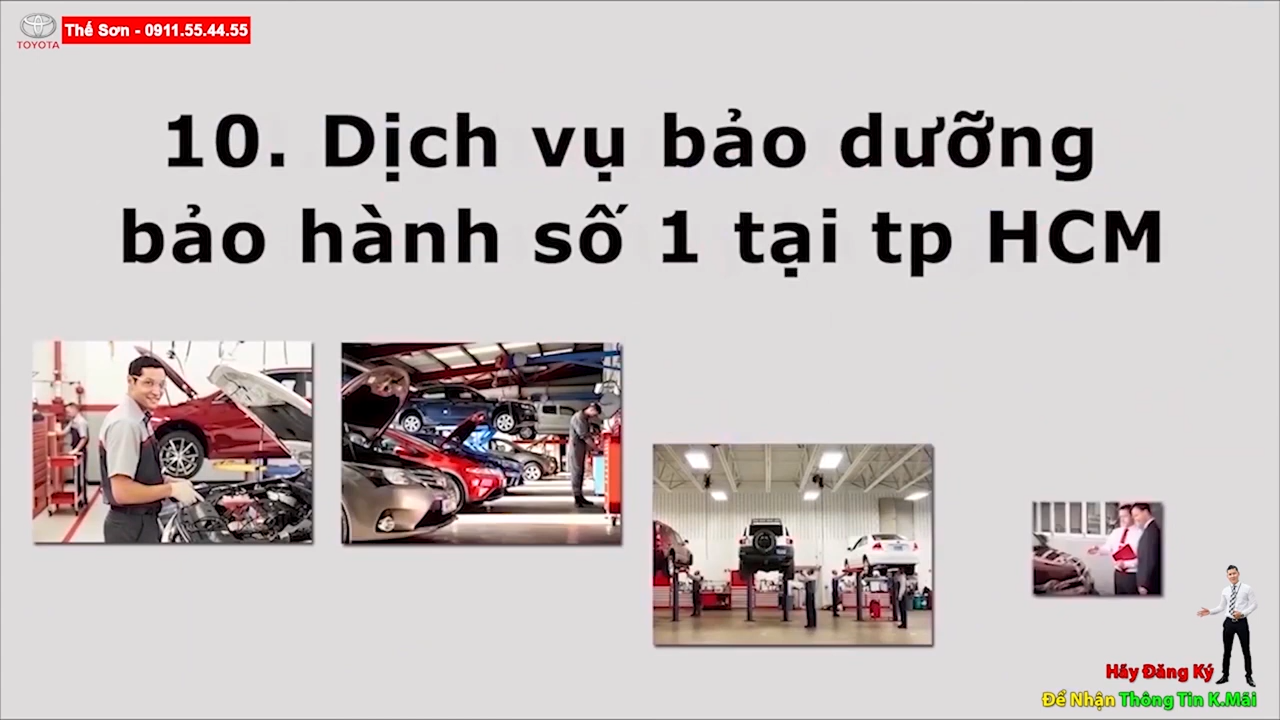 TOYOTA
Thế Sơn - 0911.55.44.55
10. Dịch vụ bảo dưỡng
bảo hành số 1 tại tp HCM
Hãy Đăng Ký
Để Nhận Thông Tin K.Mãi